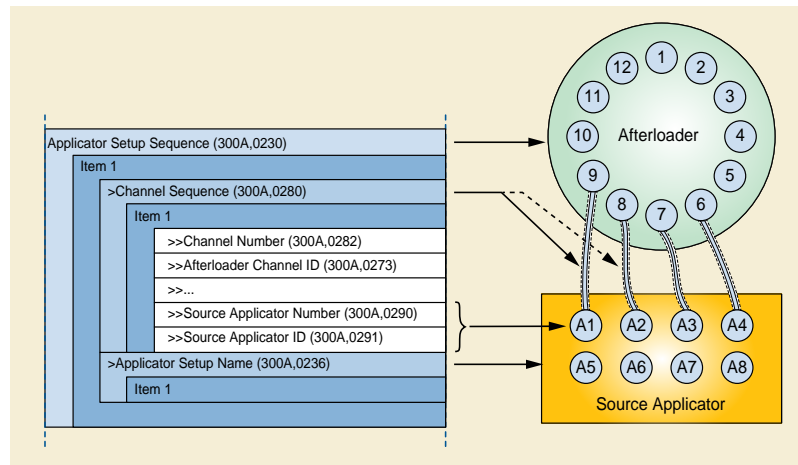 Applicator Setup Sequence (300A,0230)
Item 1
>Channel Sequence (300A,0280)
Item 1
>>Channel Number (300A,0282)
>>Afterloader Channel ID (300A,0273)
>>...
>>Source Applicator Number (300A,0290)
>>Source Applicator ID (300A,0291)
>Applicator Setup Name (300A,0236)
Item 1
1
2
3
4
5
6
7
8
9
10
11
12
Afterloader
A1 A2 A3 A4
A5 A6 A7 A8
Source Applicator